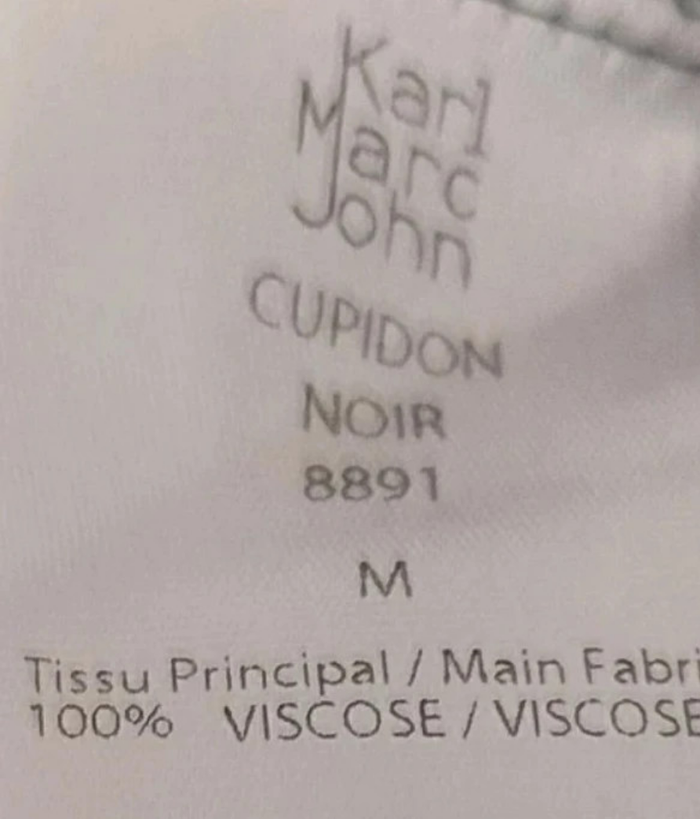 Karl
Marc
John
CUPIDON
NOIR
8891
M
Tissu Principal / Main Fabri
100% VISCOSE / VISCOSE